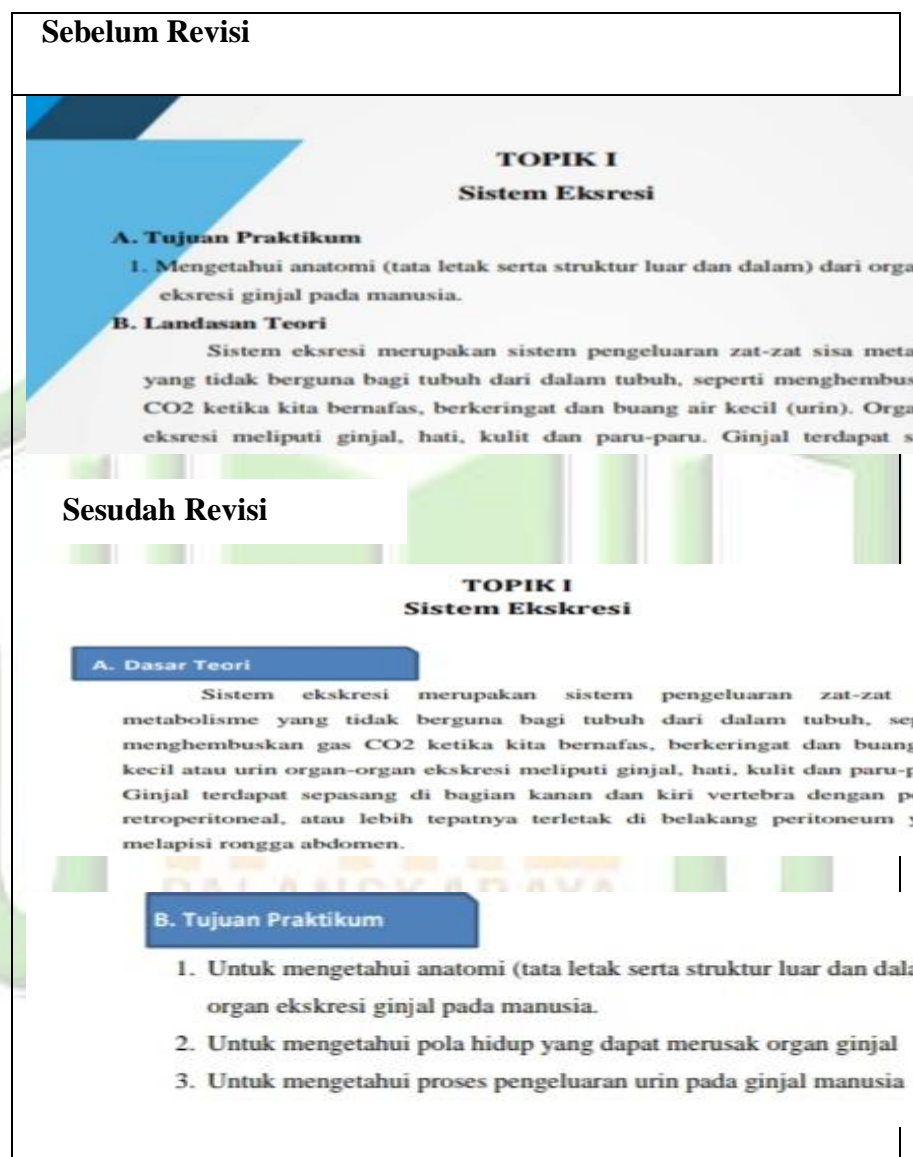 Sebelum Revisi
TOPIK I
Sistem Eksresi
A. Tujuan Praktikum
1. Mengetahui anatomi (tata letak serta struktur luar dan dalam) dari orga
eksresi ginjal pada manusia.
B. Landasan Teori
Sistem eksresi merupakan sistem pengeluaran zat-zat sisa meta
yang tidak berguna bagi tubuh dari dalam tubuh, seperti menghembus
CO2 ketika kita bernafas, berkeringat dan buang air kecil (urin). Orga
eksresi meliputi ginjal, hati, kulit dan paru-paru. Ginjal terdapat s
Sesudah Revisi
TOPIK I
Sistem Ekskresi
A. Dasar Teori
Sistem ekskresi merupakan sistem pengeluaran zat-zat
metabolisme yang tidak berguna bagi tubuh dari dalam tubuh, sep
menghembuskan gas CO2 ketika kita bernafas, berkeringat dan buang
kecil atau urin organ-organ ekskresi meliputi ginjal, hati, kulit dan paru-p
Ginjal terdapat sepasang di bagian kanan dan kiri vertebra dengan p
retroperitoneal, atau lebih tepatnya terletak di belakang peritoneum y
melapisi rongga abdomen.
PALANGKARAYA
B. Tujuan Praktikum
1. Untuk mengetahui anatomi (tata letak serta struktur luar dan dala
organ ekskresi ginjal pada manusia.
2. Untuk mengetahui pola hidup yang dapat merusak organ ginjal
3. Untuk mengetahui proses pengeluaran urin pada ginjal manusia